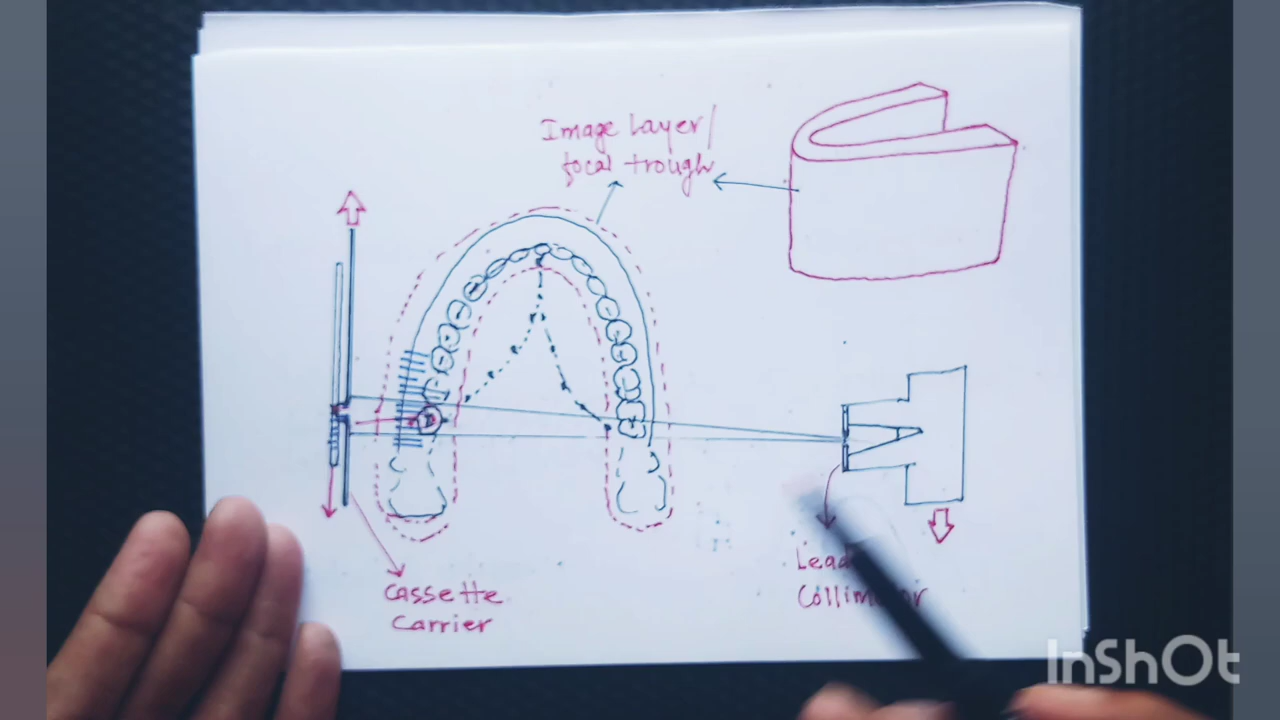 Image Layer/
focal trough
Cassette
Carrier
Lead
InShOt